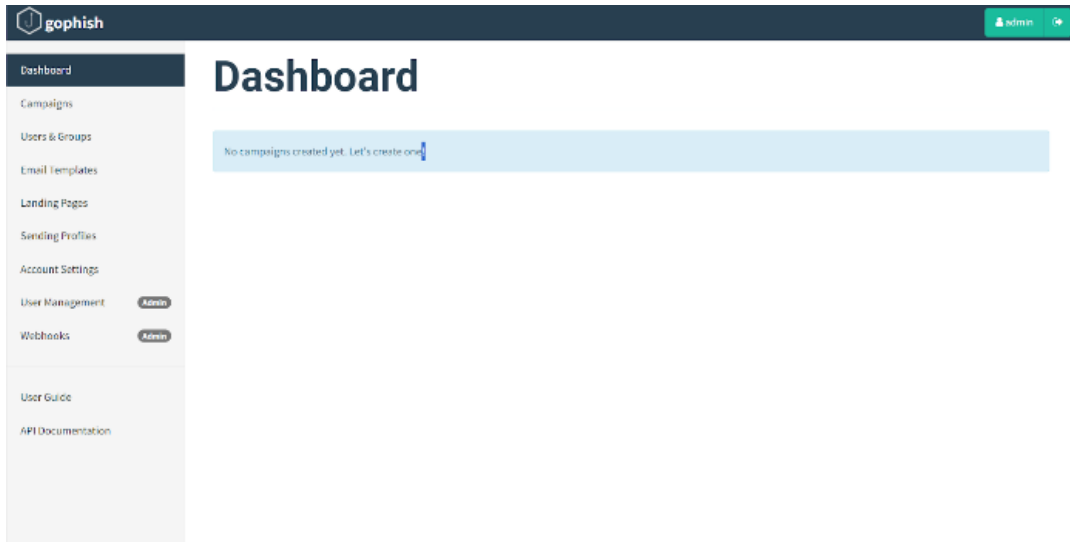 gophish
admin
Dashboard
Campaigns
Users & Groups
Email Templates
Landing Pages
Sending Profiles
Account Settings
User Management Admin
Webhooks Admin
User Guide
API Documentation
Dashboard
No campaigns created yet. Let's create one!